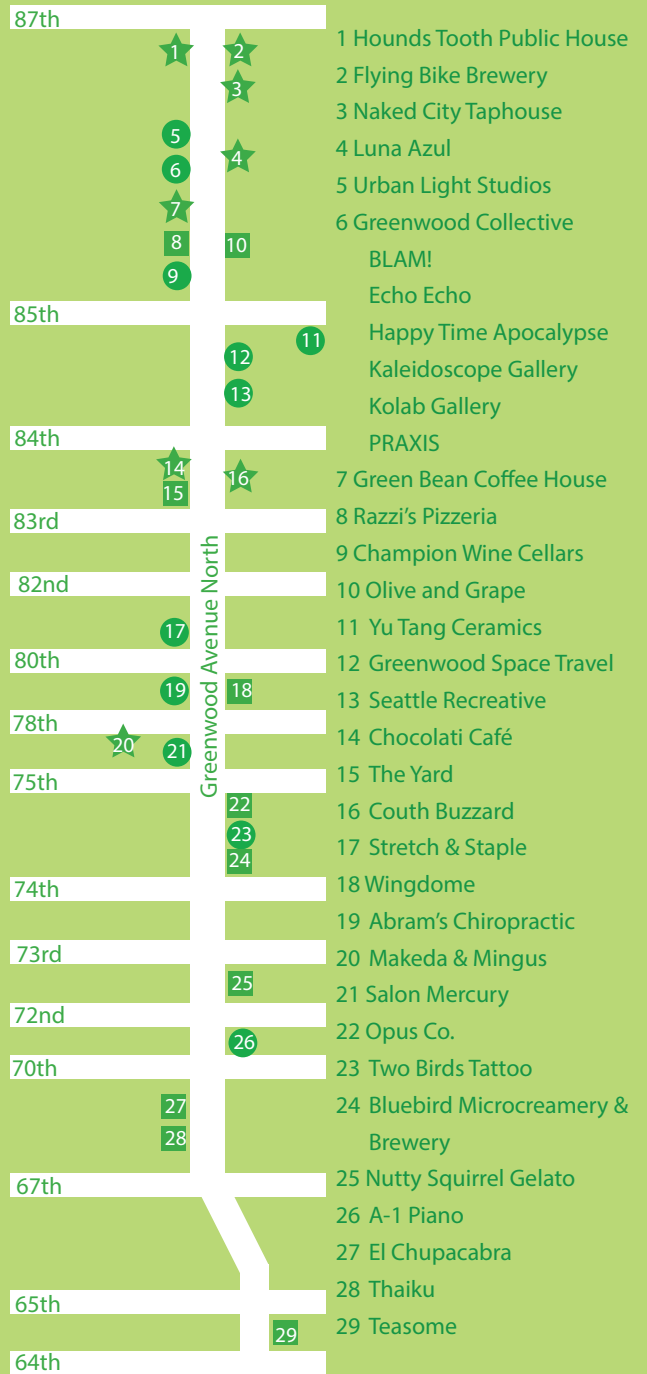 87th
1
2
3
5
4
6
7
8
10
9
85th
11
12
13
84th
14
16
15
83rd
Greenwood Avenue North
82nd
17
80th
19
18
78th
20
21
75th
22
23
24
74th
73rd
25
72nd
26
70th
27
28
67th
65th
29
64th
1 Hounds Tooth Public House
2 Flying Bike Brewery
3 Naked City Taphouse
4 Luna Azul
5 Urban Light Studios
6 Greenwood Collective
BLAM!
Echo Echo
Happy Time Apocalypse
Kaleidoscope Gallery
Kolab Gallery
PRAXIS
7 Green Bean Coffee House
8 Razzi’s Pizzeria
9 Champion Wine Cellars
10 Olive and Grape
11 Yu Tang Ceramics
12 Greenwood Space Travel
13 Seattle Recreative
14 Chocolati Café
15 The Yard
16 Couth Buzzard
17 Stretch & Staple
18 Wingdome
19 Abram’s Chiropractic
20 Makeda & Mingus
21 Salon Mercury
22 Opus Co.
23 Two Birds Tattoo
24 Bluebird Microcreamery &
Brewery
25 Nutty Squirrel Gelato
26 A-1 Piano
27 El Chupacabra
28 Thaiku
29 Teasome